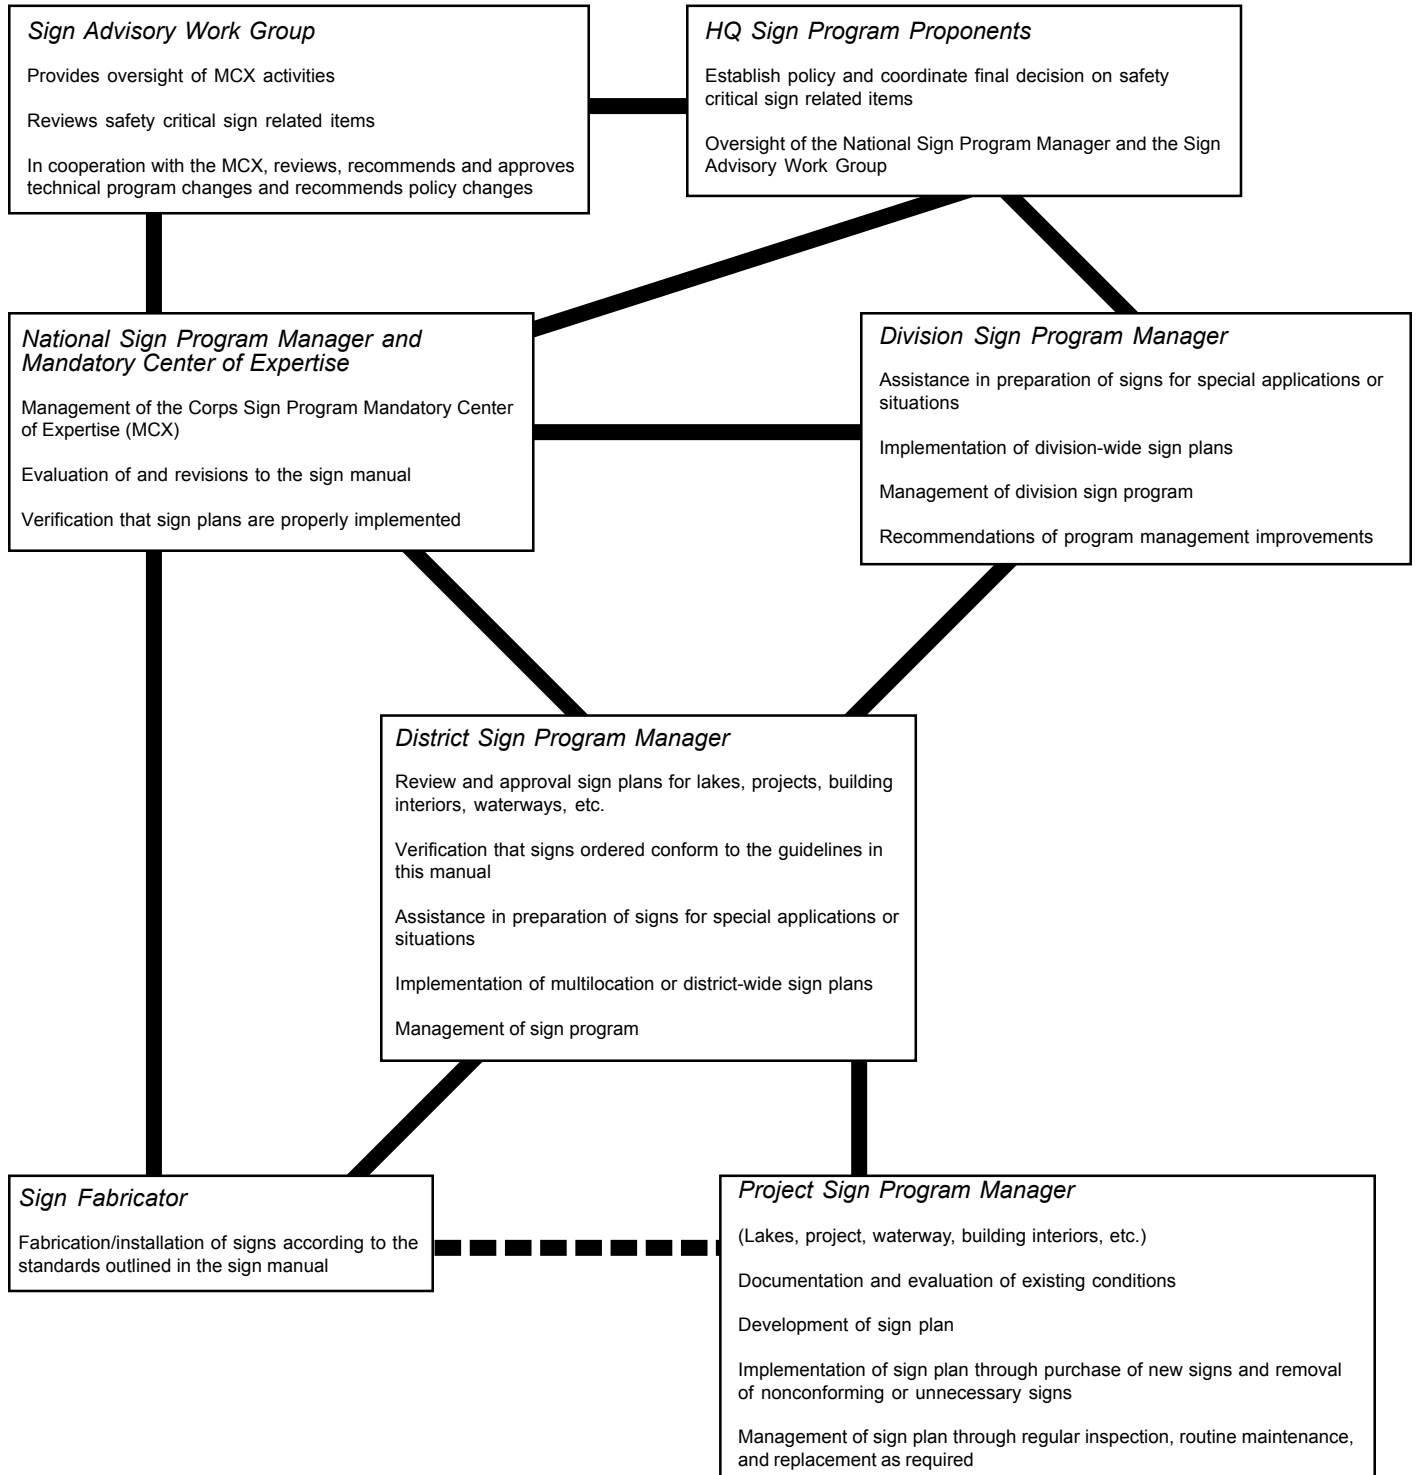 Sign Advisory Work Group
Provides oversight of MCX activities
Reviews safety critical sign related items
In cooperation with the MCX, reviews, recommends and approves
technical program changes and recommends policy changes
HQ Sign Program Proponents
Establish policy and coordinate final decision on safety
critical sign related items
Oversight of the National Sign Program Manager and the Sign
Advisory Work Group
National Sign Program Manager and
Mandatory Center of Expertise
Management of the Corps Sign Program Mandatory Center
of Expertise (MCX)
Evaluation of and revisions to the sign manual
Verification that sign plans are properly implemented
Division Sign Program Manager
Assistance in preparation of signs for special applications or
situations
Implementation of division-wide sign plans
Management of division sign program
Recommendations of program management improvements
District Sign Program Manager
Review and approval sign plans for lakes, projects, building
interiors, waterways, etc.
Verification that signs ordered conform to the guidelines in
this manual
Assistance in preparation of signs for special applications or
situations
Implementation of multilocation or district-wide sign plans
Management of sign program
Sign Fabricator
Fabrication/installation of signs according to the
standards outlined in the sign manual
Project Sign Program Manager
(Lakes, project, waterway, building interiors, etc.)
Documentation and evaluation of existing conditions
Development of sign plan
Implementation of sign plan through purchase of new signs and removal
of nonconforming or unnecessary signs
Management of sign plan through regular inspection, routine maintenance,
and replacement as required